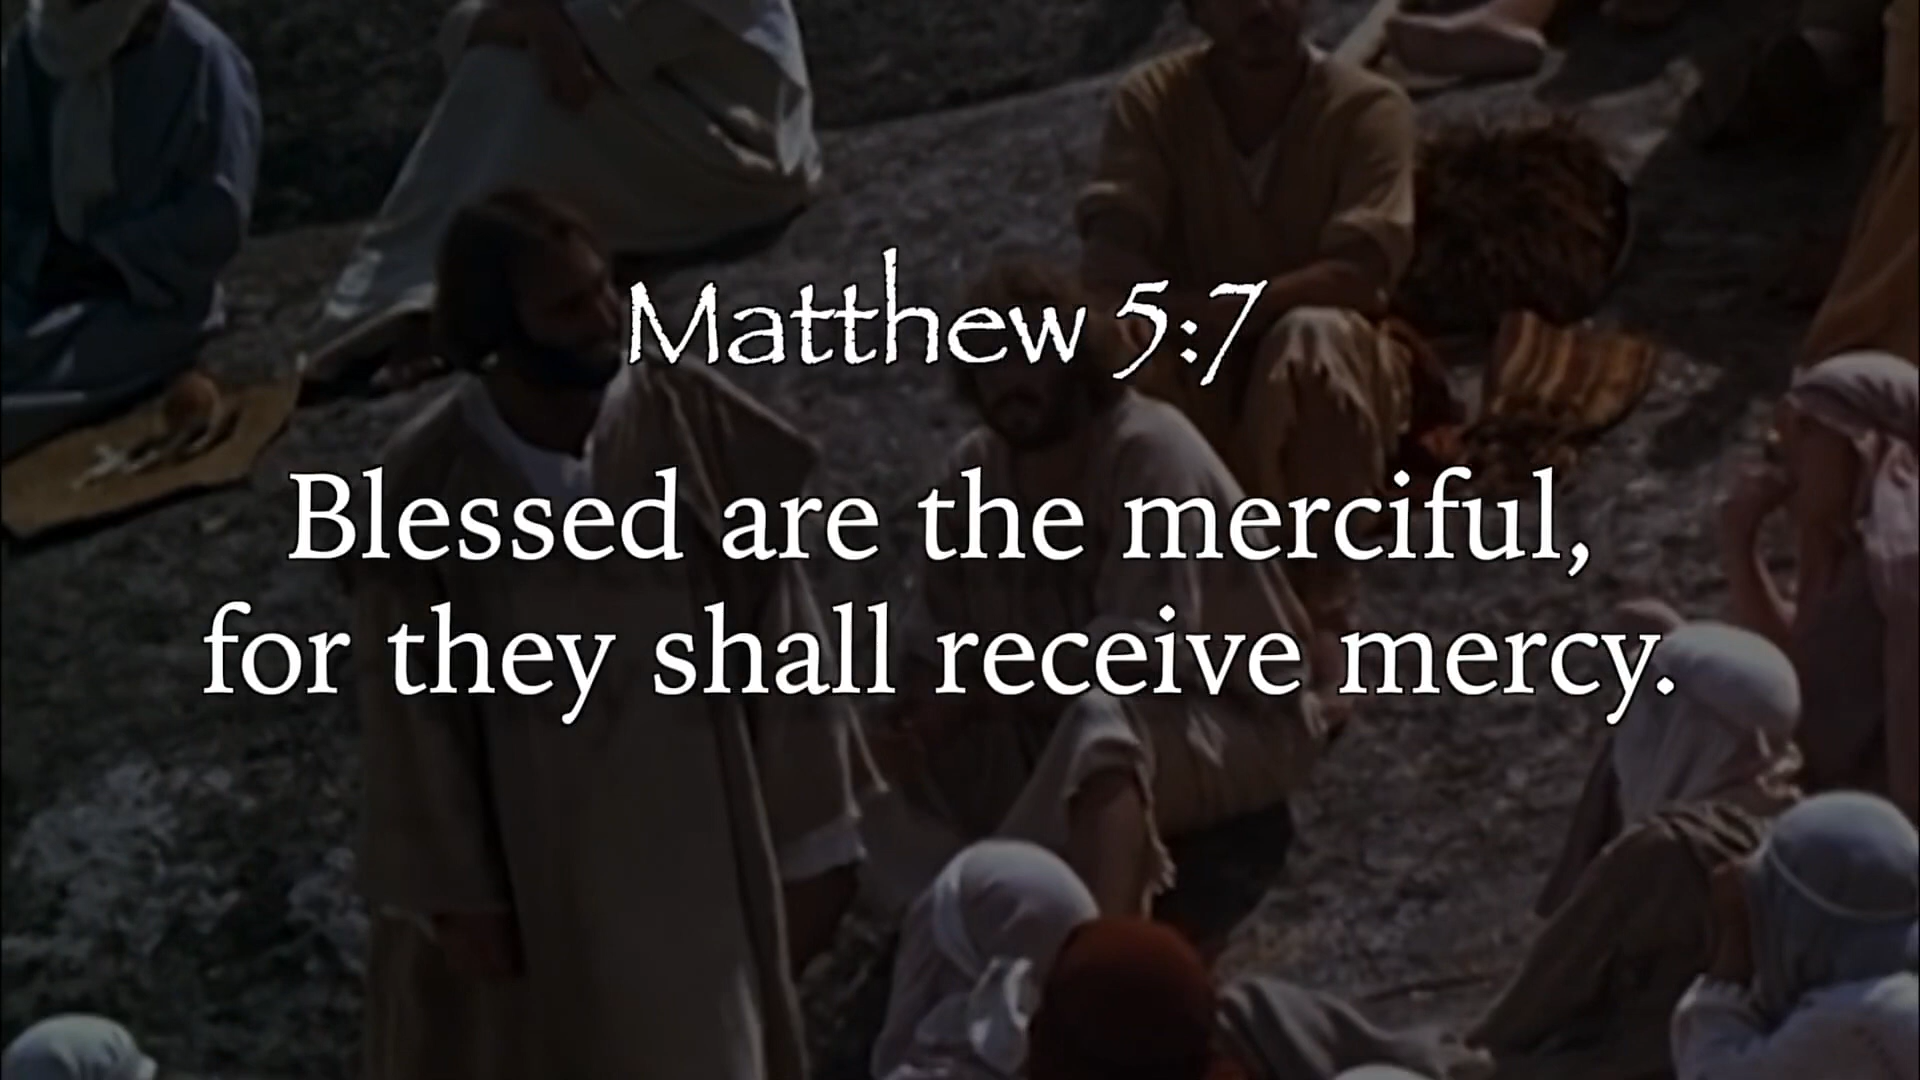 Matthew 5:7
Blessed are the merciful,
for they shall receive mercy.